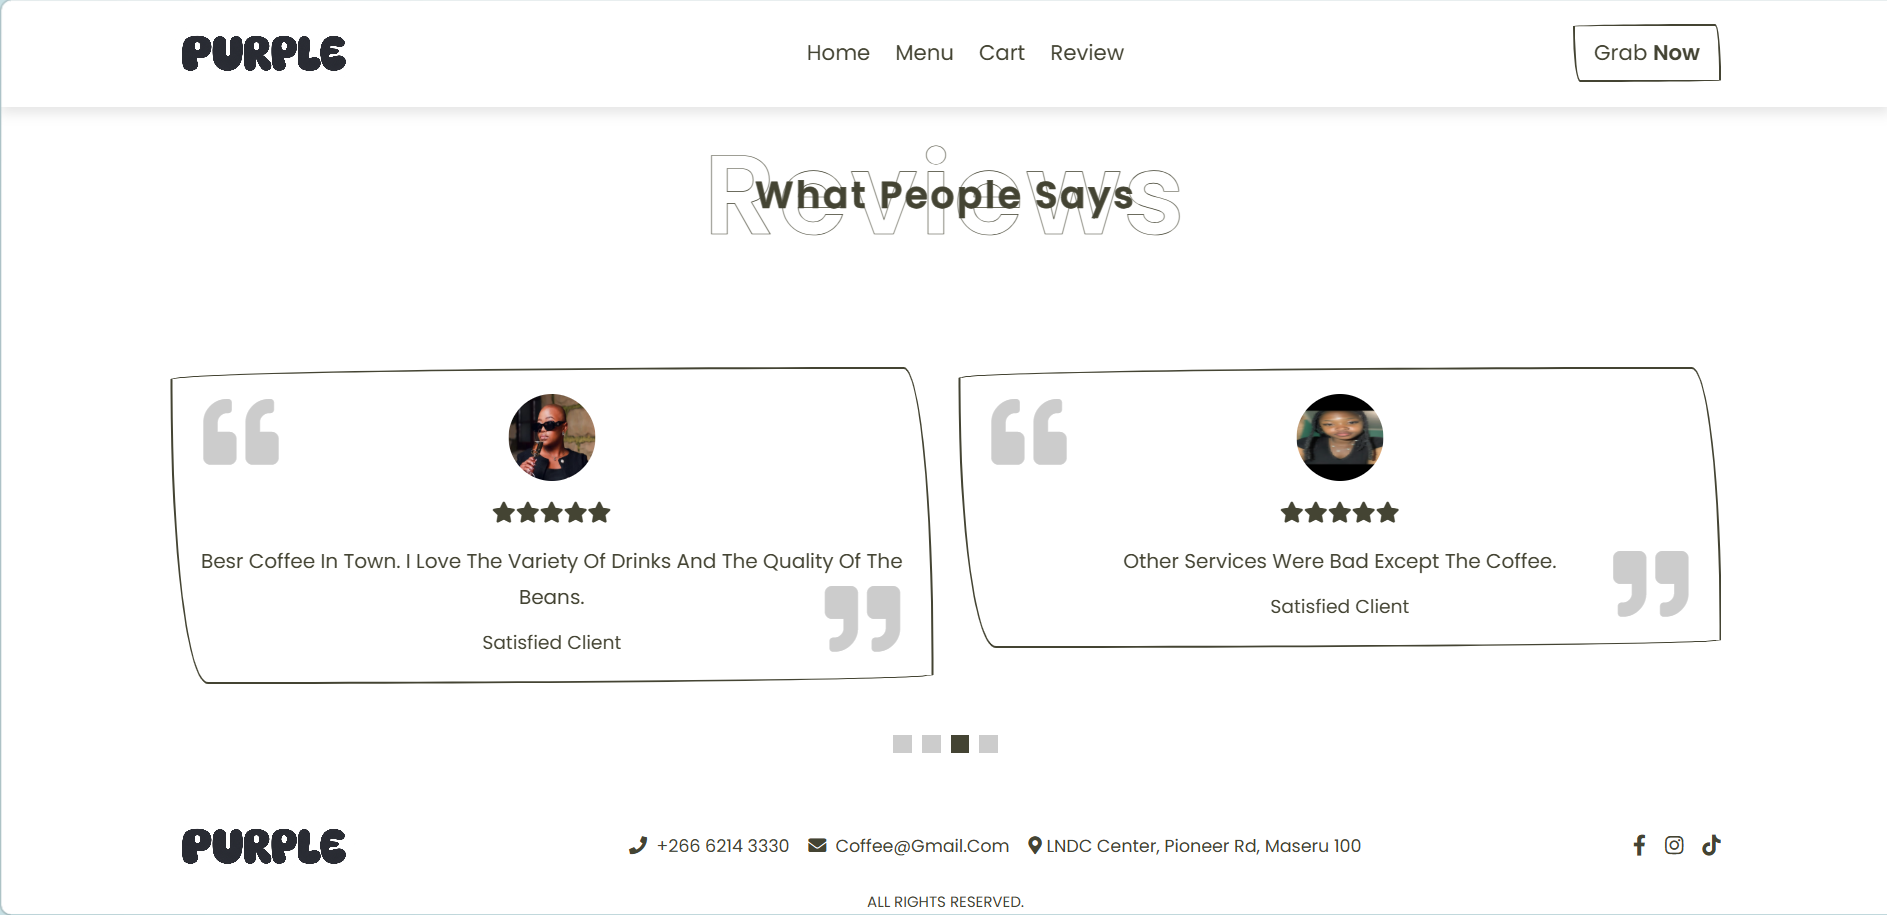 PURPLE
Home Menu Cart Review
Grab Now
Reviews
What People Says
Besr Coffee In Town. I Love The Variety Of Drinks And The Quality Of The
Beans.
Satisfied Client
Other Services Were Bad Except The Coffee.
Satisfied Client
PURPLE
+266 6214 3330 Coffee@Gmail.Com LNDC Center, Pioneer Rd, Maseru 100
ALL RIGHTS RESERVED.